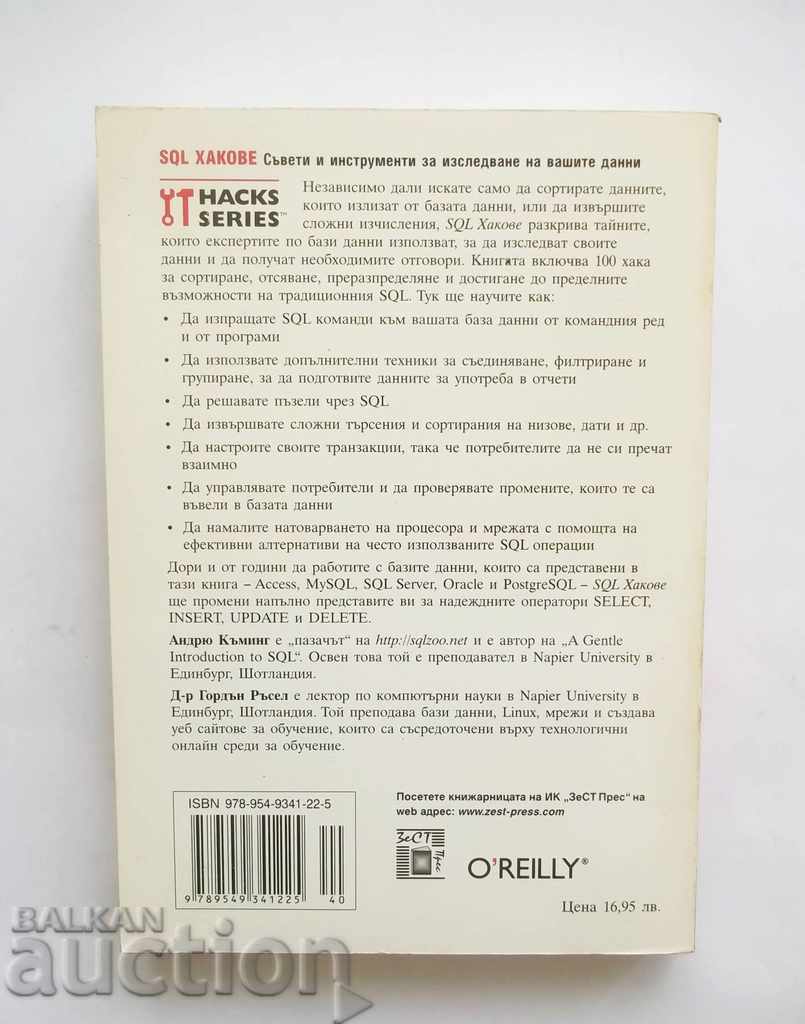 SQL ХАКОВЕ Съвети и инструменти за изследване на вашите данни
HACKS
SERIES™
Независимо дали искате само да сортирате данните,
които излизат от базата данни, или да извършите
сложни изчисления, SQL Хакове разкрива тайните,
които експертите по бази данни използват, за да изследват своите
данни и да получат необходимите отговори. Книгата включва 100 хака
за сортиране, отсяване, преразпределяне и достигане до пределните
възможности на традиционния SQL. Тук ще научите как:
• Да изпращате SQL команди към вашата база данни от командния ред
и от програми
• Да използвате допълнителни техники за съединяване, филтриране и
групиране, за да подготвите данните за употреба в отчети
• Да решавате пъзели чрез SQL
• Да извършвате сложни търсения и сортирания на низове, дати и др.
• Да настроите своите транзакции, така че потребителите да не си пречат
взаимно
• Да управлявате потребители и да проверявате промените, които те са
въвели в базата данни
• Да намалите натоварването на процесора и мрежата с помощта на
ефективни алтернативи на често използваните SQL операции
Дори и от години да работите с базите данни, които са представени в
тази книга – Access, MySQL, SQL Server, Oracle и PostgreSQL – SQL Хакове
ще промени напълно представите ви за надеждните оператори SELECT,
INSERT, UPDATE и DELETE.
Андрю Къминг е „пазачът“ на http://sqlzoo.net и е автор на „A Gentle
Introduction to SQL“. Освен това той е преподавател в Napier University в
Единбург, Шотландия.
Д-р Гордън Ръсел е лектор по компютърни науки в Napier University в
Единбург, Шотландия. Той преподава бази данни, Linux, мрежи и създава
уеб сайтове за обучение, които са съсредоточени върху технологични
онлайн среди за обучение.
ISBN 978-954-9341-22-5
9 789549 341225 40
Посетете книжарницата на ИК „ЗеСТ Прес“ на
web адрес: www.zest-press.com
ЗеСТ
Прес
O'REILLY®
Цена 16,95 лв.
BALKAN
auction